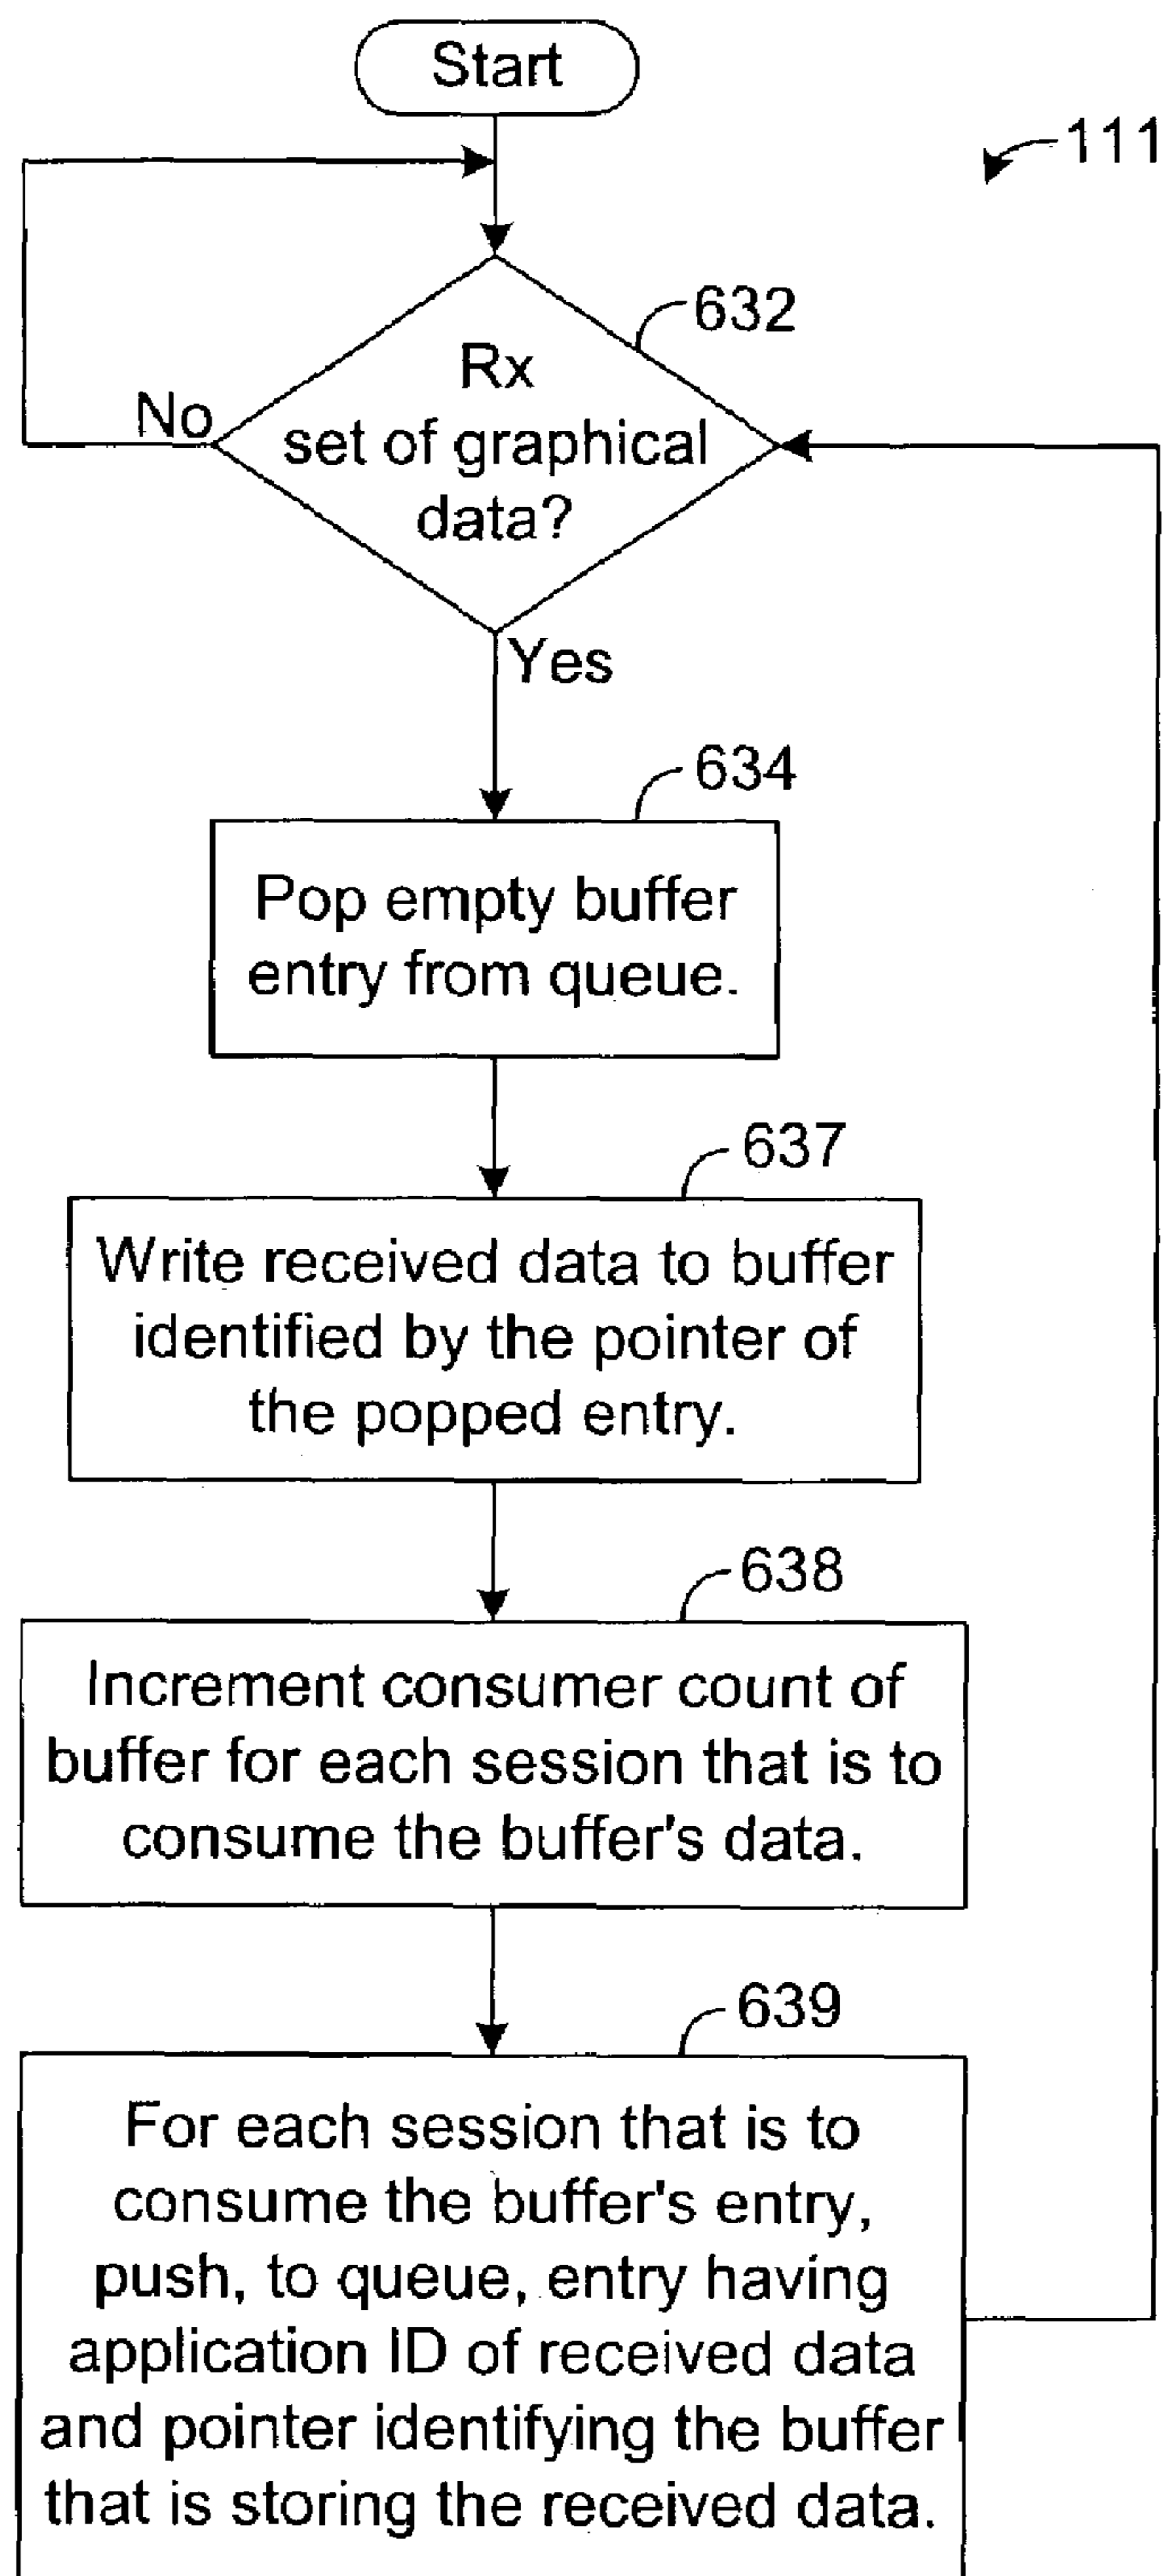 Start
111
632
Rx
No
set of graphical
data?
Yes
634
Pop empty buffer
entry from queue.
637
Write received data to buffer
identified by the pointer of
the popped entry.
638
Increment consumer count of
buffer for each session that is to
consume the buffer's data.
639
For each session that is to
consume the buffer's entry,
push, to queue, entry having
application ID of received data
and pointer identifying the buffer
that is storing the received data.